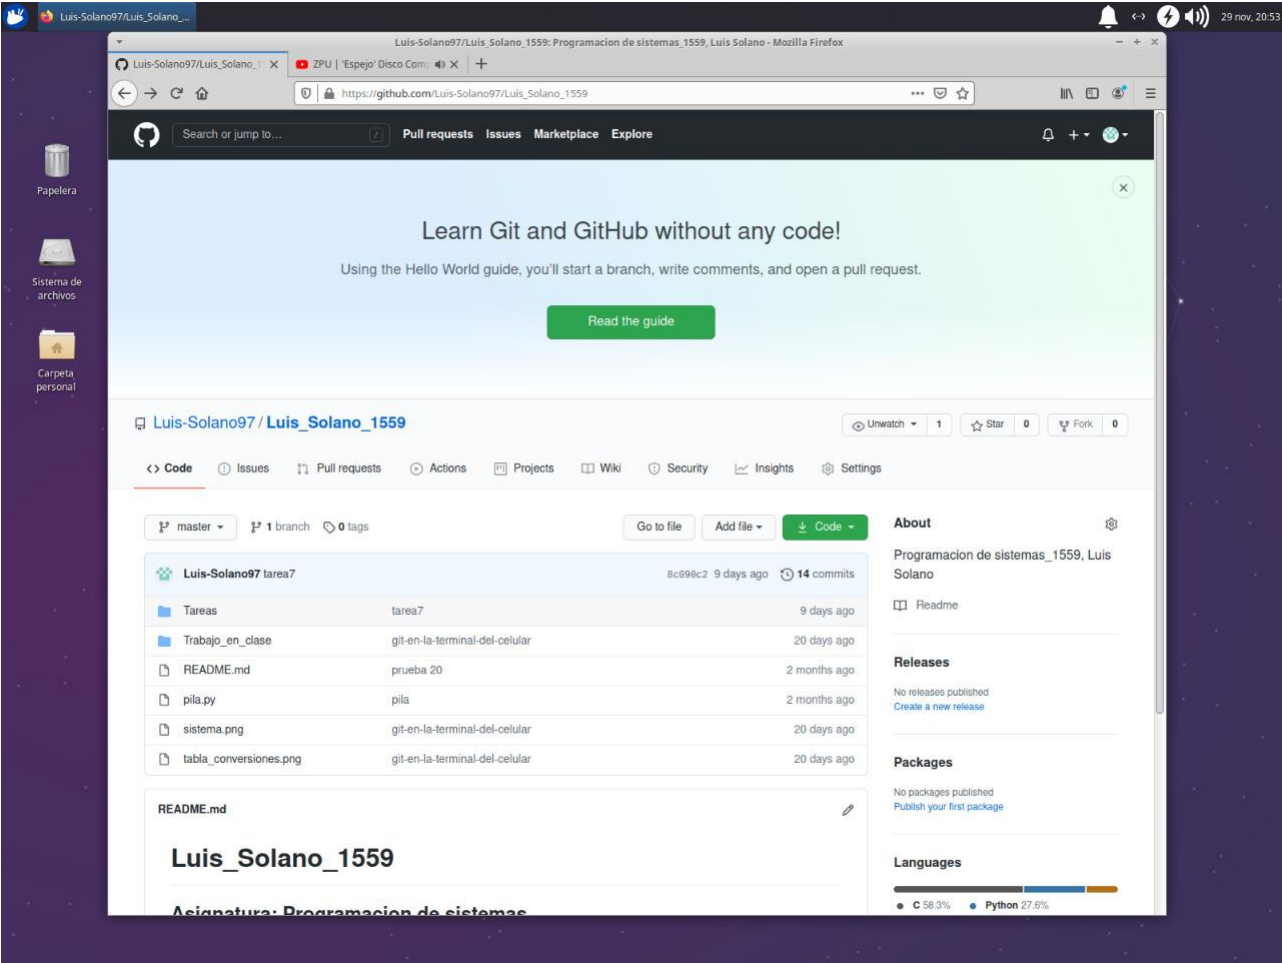 Luis-Solano97/Luis_Solano_...
29 nov, 20:53
Luis-Solano97/Luis_Solano_1559: Programacion de sistemas_1559, Luis Solano - Mozilla Firefox
Luis-Solano97/Luis_Solano_1 ZPU | 'Espejo' Disco Comp
https://github.com/Luis-Solano97/Luis_Solano_1559
Search or jump to... / Pull requests Issues Marketplace Explore
Papelera
Sistema de
archivos
Carpeta
personal
Learn Git and GitHub without any code!
Using the Hello World guide, you'll start a branch, write comments, and open a pull request.
Read the guide
Luis-Solano97 / Luis_Solano_1559
Unwatch 1 Star 0 Fork 0
Code Issues Pull requests Actions Projects Wiki Security Insights Settings
master 1 branch 0 tags Go to file Add file Code
Luis-Solano97 tarea7 8c090c2 9 days ago 14 commits
Tareas tarea7 9 days ago
Trabajo_en_clase git-en-la-terminal-del-celular 20 days ago
README.md prueba 20 2 months ago
pila.py pila 2 months ago
sistema.png git-en-la-terminal-del-celular 20 days ago
tabla_conversiones.png git-en-la-terminal-del-celular 20 days ago
README.md
Luis_Solano_1559
Asignatura: Programacion de sistemas
About
Programacion de sistemas_1559, Luis
Solano
Readme
Releases
No releases published
Create a new release
Packages
No packages published
Publish your first package
Languages
C 58.3% Python 27.6%